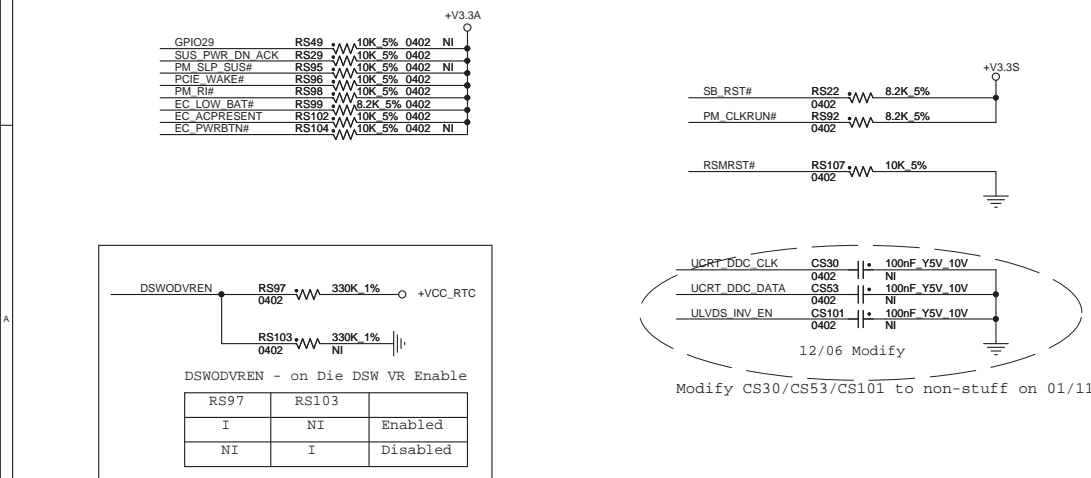 +V3.3A
GPIO29 RS49 10K_5% 0402 NI
SUS_PWR_DN_ACK RS29 10K_5% 0402
PM_SLP_SUS# RS95 10K_5% 0402 NI
PCIE_WAKE# RS96 10K_5% 0402
PM_RI# RS98 10K_5% 0402
EC_LOW_BAT# RS99 8.2K_5% 0402
EC_ACPRESENT RS102 10K_5% 0402
EC_PWRBTN# RS104 10K_5% 0402 NI
+V3.3S
SB_RST# RS22 8.2K_5%
0402
PM_CLKRUN# RS92 8.2K_5%
0402
RSMRST# RS107 10K_5%
0402
A
DSWODVREN RS97 330K_1% +VCC_RTC
0402
RS103 330K_1%
0402 NI
DSWODVREN - on Die DSW VR Enable
RS97 RS103
I NI Enabled
NI I Disabled
UCRT_DDC_CLK CS30 100nF_Y5V_10V
0402 NI
UCRT_DDC_DATA CS53 100nF_Y5V_10V
0402 NI
ULVDS_INV_EN CS101 100nF_Y5V_10V
0402 NI
12/06 Modify
Modify CS30/CS53/CS101 to non-stuff on 01/11